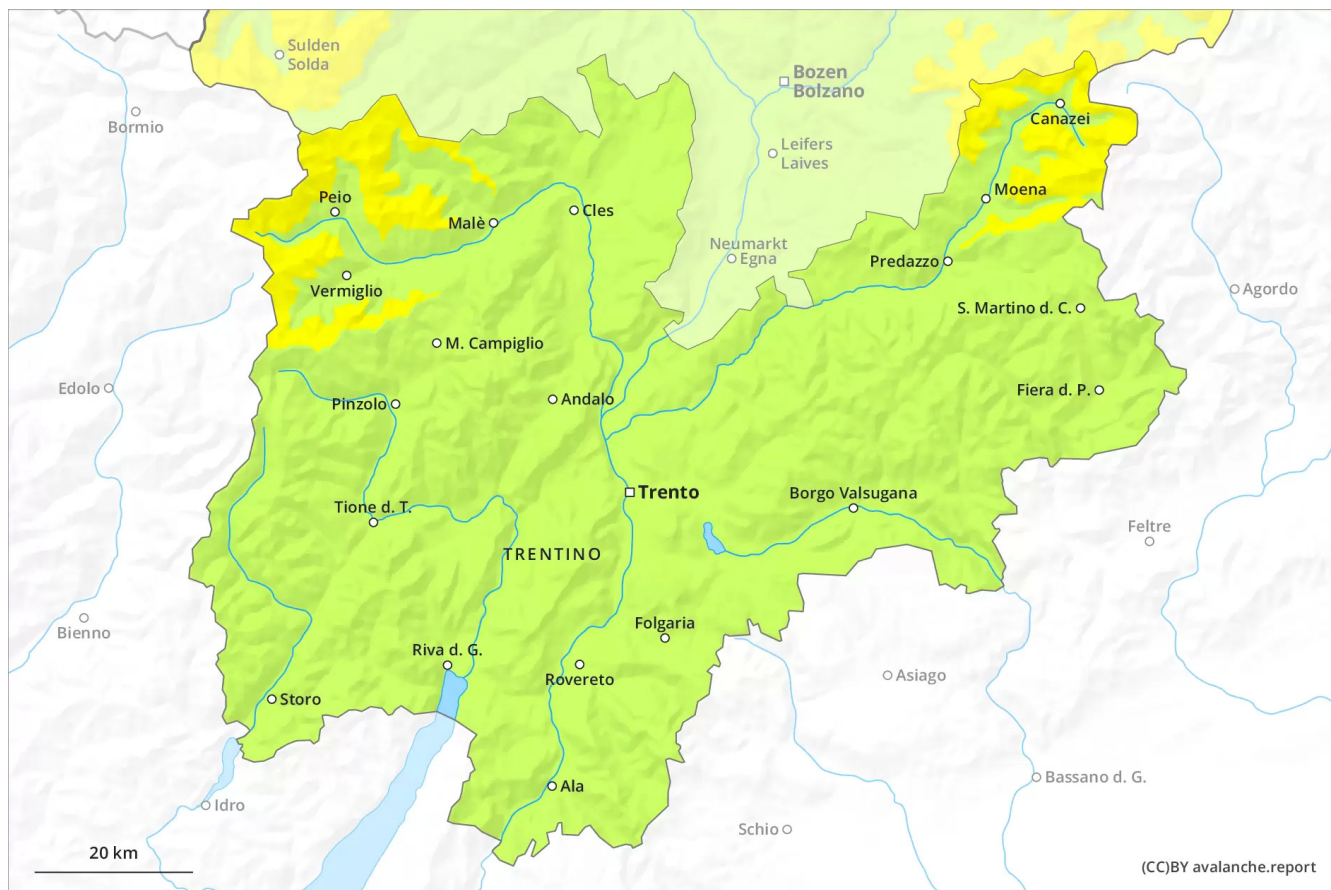 Sulden
Solda
Bozen
Bolzano
Bormio
Canazei
Leifers
Laives
Peio
Moena
Malè
Cles
Neumarkt
Egna
Predazzo
Vermiglio
Agordo
S. Martino d. C.
M. Campiglio
Edolo
Fiera d. P.
Pinzolo
Andalo
Trento
Borgo Valsugana
Tione d. T.
Feltre
TRENTINO
Bienno
Folgaria
Riva d. G.
Asiago
Rovereto
Storo
Bassano d. G.
Ala
Idro
Schio
20 km
(CC)BY avalanche.report